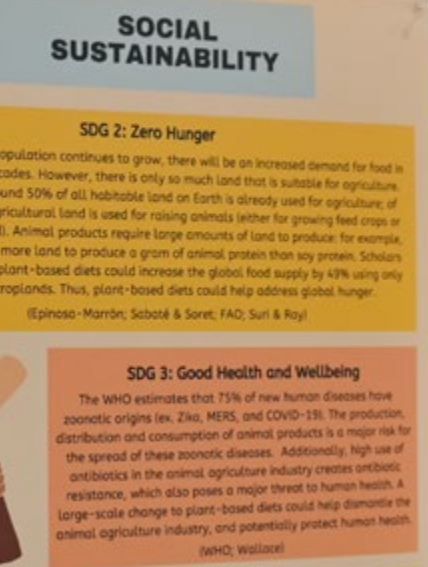 SOCIAL
SUSTAINABILITY
SDG 2: Zero Hunger
opulation continues to grow, there will be an increased demand for food in
cades. However, there is only so much land that is suitable for agriculture.
und 50% of all habitable land on Earth is already used for agriculture; of
gricultural land is used for raising animals (either for growing feed crops or
). Animal products require large amounts of land to produce: for example,
more land to produce a gram of animal protein than soy protein. Scholars
plant-based diets could increase the global food supply by 49% using only
roplands. Thus, plant-based diets could help address global hunger.
(Epinosa-Marrón; Sabaté & Soret; FAO; Suri & Ray)
SDG 3: Good Health and Wellbeing
The WHO estimates that 75% of new human diseases have
zoonotic origins (ex. Zika, MERS, and COVID-19). The production,
distribution and consumption of animal products is a major risk for
the spread of these zoonotic diseases. Additionally, high use of
antibiotics in the animal agriculture industry creates antibiotic
resistance, which also poses a major threat to human health. A
large-scale change to plant-based diets could help dismantle the
animal agriculture industry, and potentially protect human health.
(WHO; Wallace)